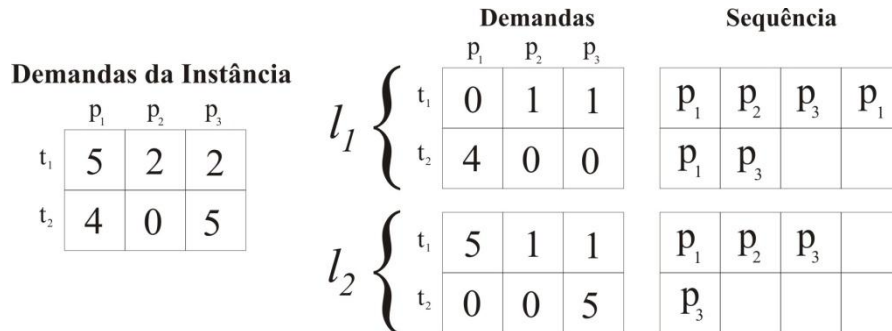 Demandas da Instância
p₁ p₂ p₃
t₁ 5 2 2
t₂ 4 0 5
Demandas
Sequência
p₁ p₂ p₃
l₁
t₁ 0 1 1 p₁ p₂ p₃ p₁
t₂ 4 0 0 p₁ p₃
l₂
t₁ 5 1 1 p₁ p₂ p₃
t₂ 0 0 5 p₃